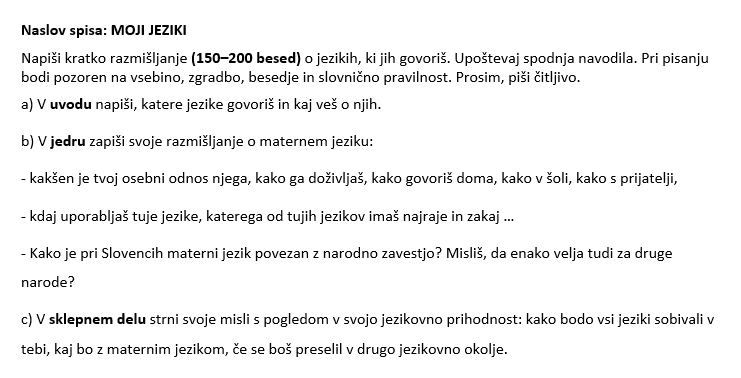 Naslov spisa: MOJI JEZIKI
Napiši kratko razmišljanje (150–200 besed) o jezikih, ki jih govoriš. Upoštevaj spodnja navodila. Pri pisanju
bodi pozoren na vsebino, zgradbo, besedje in slovnično pravilnost. Prosim, piši čitljivo.
a) V uvodu napiši, katere jezike govoriš in kaj veš o njih.
b) V jedru zapiši svoje razmišljanje o maternem jeziku:
- kakšen je tvoj osebni odnos njega, kako ga doživljaš, kako govoriš doma, kako v šoli, kako s prijatelji,
- kdaj uporabljaš tuje jezike, katerega od tujih jezikov imaš najraje in zakaj …
- Kako je pri Slovencih materni jezik povezan z narodno zavestjo? Misliš, da enako velja tudi za druge
narode?
c) V sklepnem delu strni svoje misli s pogledom v svojo jezikovno prihodnost: kako bodo vsi jeziki sobivali v
tebi, kaj bo z maternim jezikom, če se boš preselil v drugo jezikovno okolje.